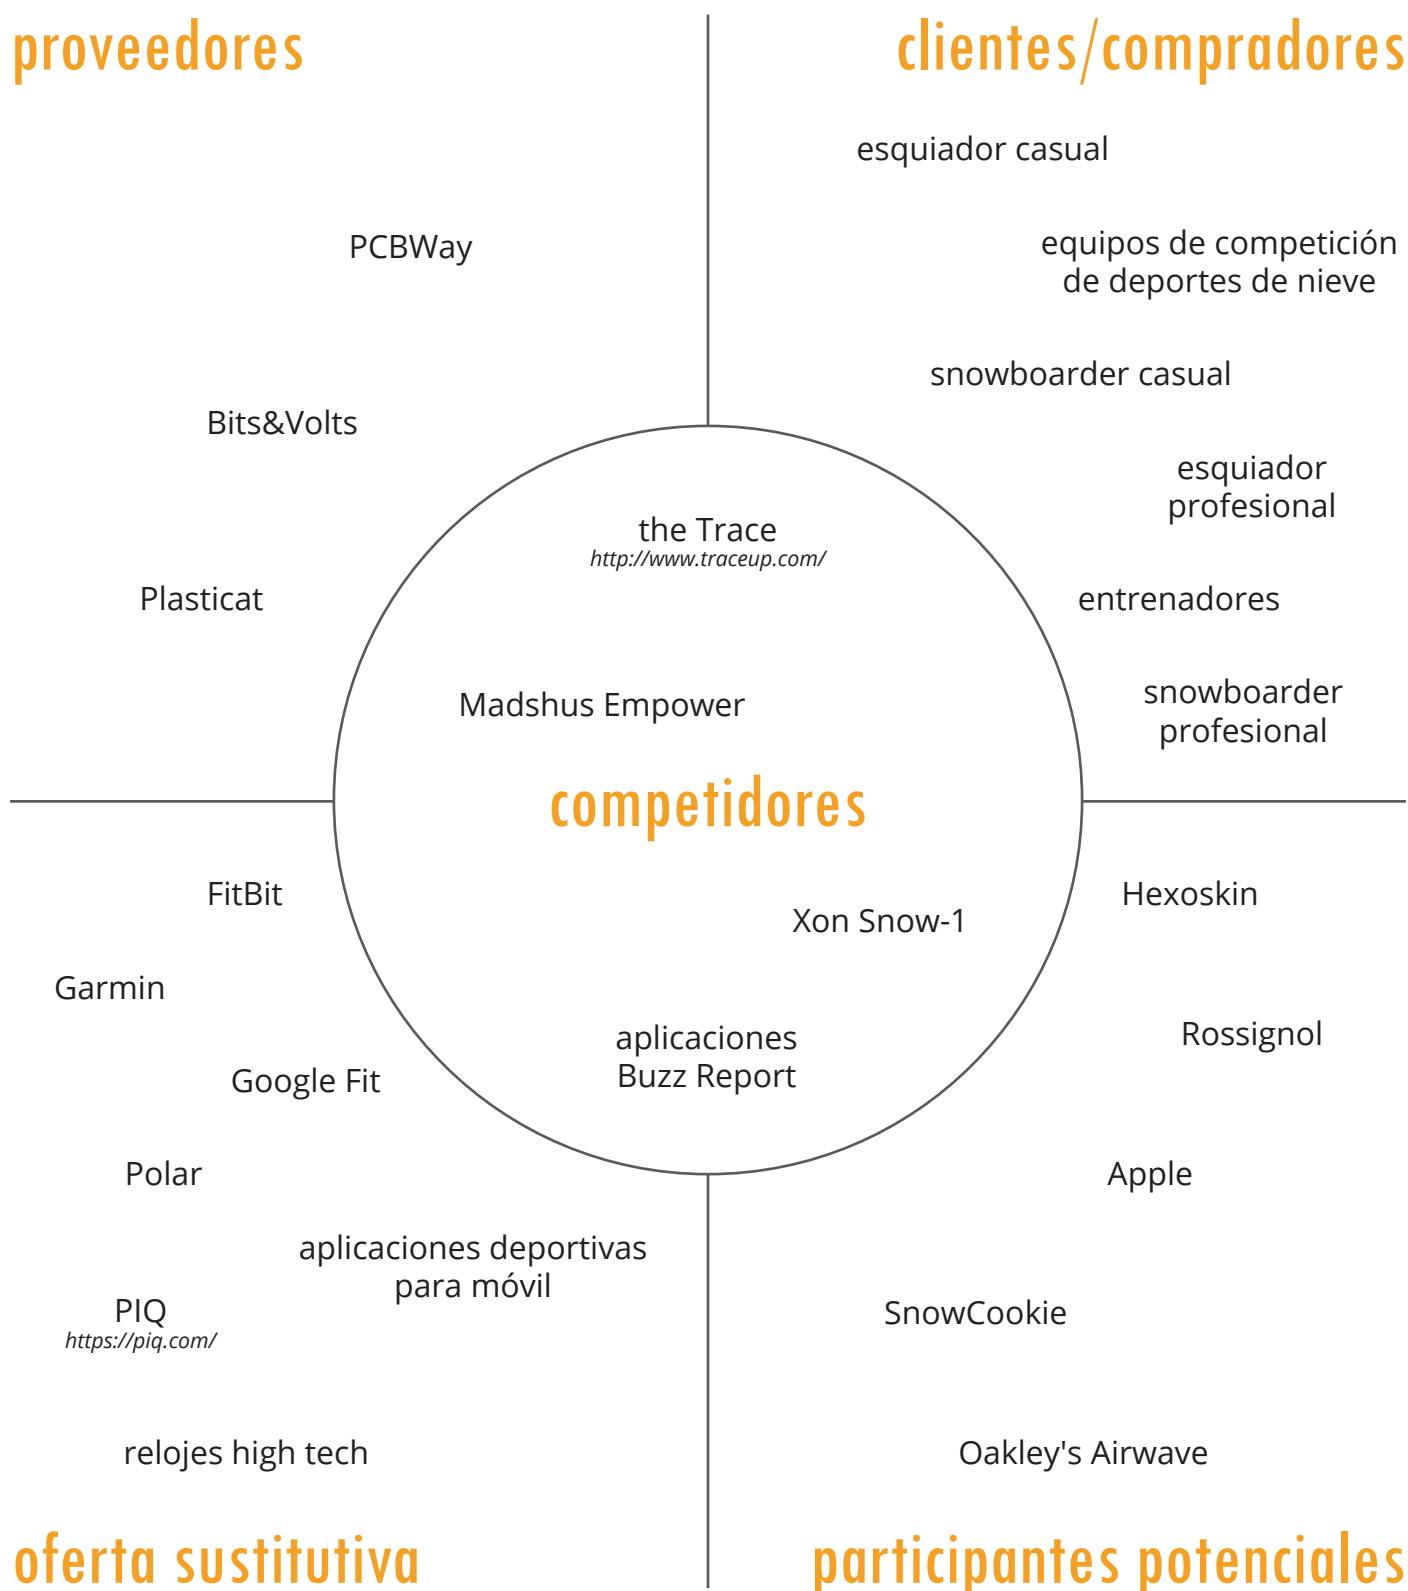 proveedores
PCBWay
Bits&Volts
Plasticat
clientes/compradores
esquiador casual
equipos de competición
de deportes de nieve
snowboarder casual
esquiador
profesional
entrenadores
snowboarder
profesional
the Trace
http://www.traceup.com/
Madshus Empower
competidores
Xon Snow-1
aplicaciones
Buzz Report
FitBit
Garmin
Google Fit
Polar
aplicaciones deportivas
para móvil
PIQ
https://piq.com/
relojes high tech
oferta sustitutiva
Hexoskin
Rossignol
Apple
SnowCookie
Oakley's Airwave
participantes potenciales